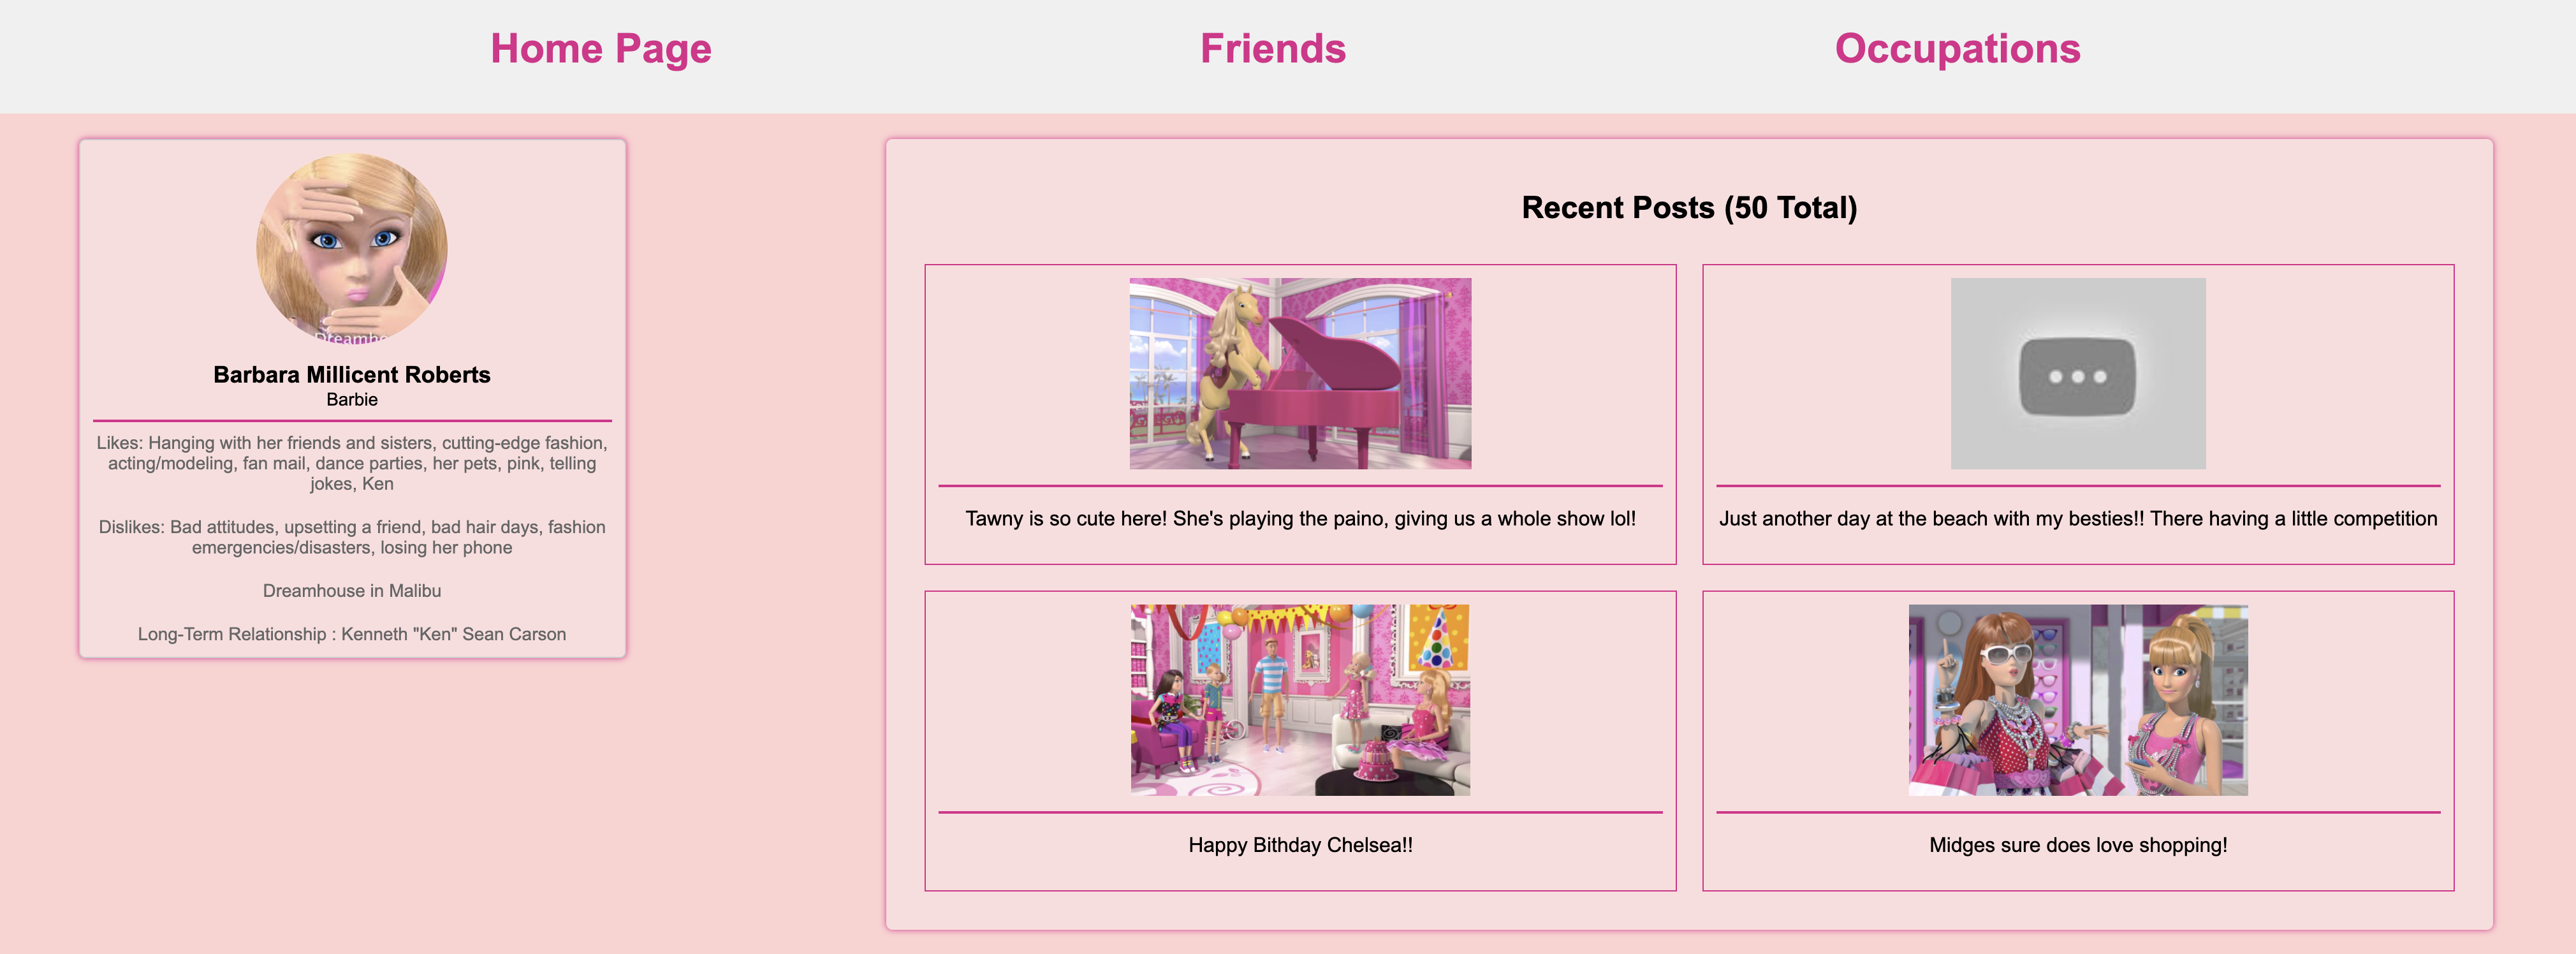 Home Page
Friends
Occupations
Barbara Millicent Roberts
Barbie
Likes: Hanging with her friends and sisters, cutting-edge fashion,
acting/modeling, fan mail, dance parties, her pets, pink, telling
jokes, Ken
Dislikes: Bad attitudes, upsetting a friend, bad hair days, fashion
emergencies/disasters, losing her phone
Dreamhouse in Malibu
Long-Term Relationship : Kenneth "Ken" Sean Carson
Recent Posts (50 Total)
Tawny is so cute here! She's playing the paino, giving us a whole show lol!
Just another day at the beach with my besties!! There having a little competition
Happy Bithday Chelsea!!
Midges sure does love shopping!